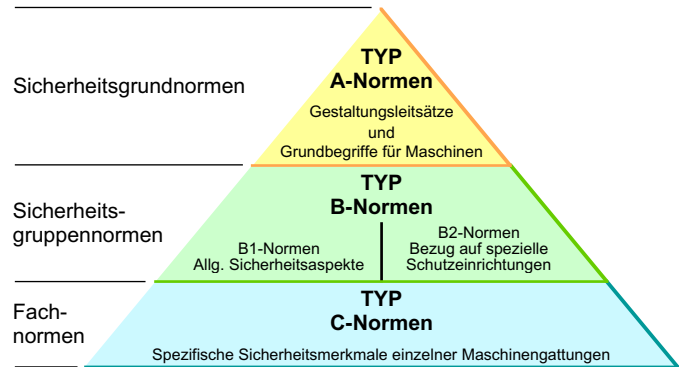 Sicherheitsgrundnormen
TYP
A-Normen
Gestaltungsleitsätze
und
Grundbegriffe für Maschinen
Sicherheits-
gruppennormen
TYP
B-Normen
B1-Normen
Allg. Sicherheitsaspekte
B2-Normen
Bezug auf spezielle
Schutzeinrichtungen
Fach-
normen
TYP
C-Normen
Spezifische Sicherheitsmerkmale einzelner Maschinengattungen